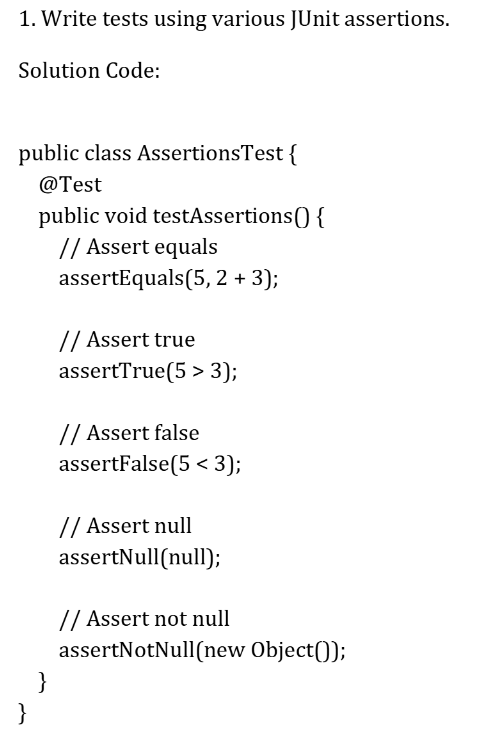 1. Write tests using various JUnit assertions.
Solution Code:
public class AssertionsTest {
@Test
public void testAssertions() {
// Assert equals
assertEquals(5, 2 + 3);
// Assert true
assertTrue(5 > 3);
// Assert false
assertFalse(5 < 3);
// Assert null
assertNull(null);
// Assert not null
assertNotNull(new Object());
}
}